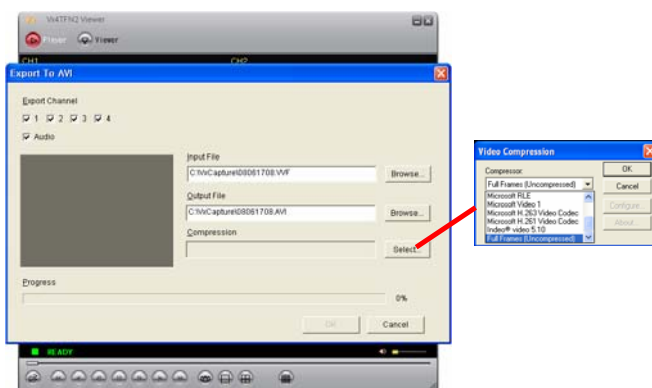 Vx4TFN2 Viewer
Player Viewer
CH1 CH2
Export To AVI
Export Channel
1 2 3 4
Audio
Input File
C:\VxCapture\08061708.VVF Browse...
Output File
C:\VxCapture\08061708.AVI Browse...
Compression
Select...
Progress
0%
OK Cancel
READY
Video Compression
Compressor:
OK
Full Frames (Uncompressed)
Cancel
Microsoft RLE
Microsoft Video 1
Configure...
Microsoft H.263 Video Codec
Microsoft H.261 Video Codec
About...
Indeo® video 5.10
Full Frames (Uncompressed)